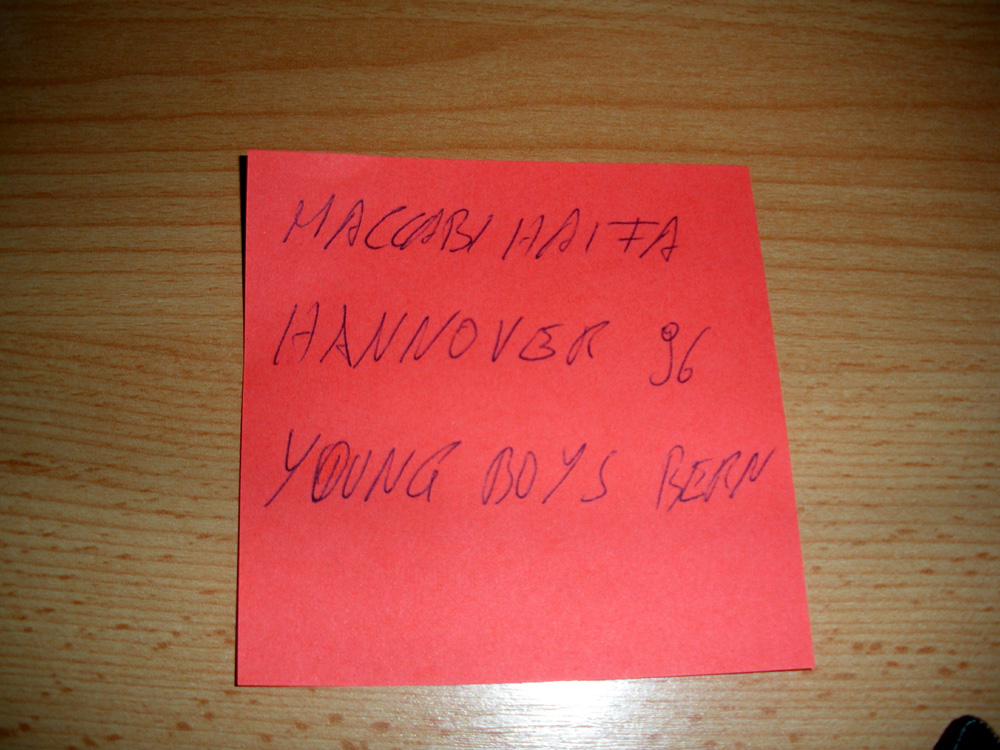 MACCABI HAIFA
HANNOVER 96
YOUNG BOYS BERN